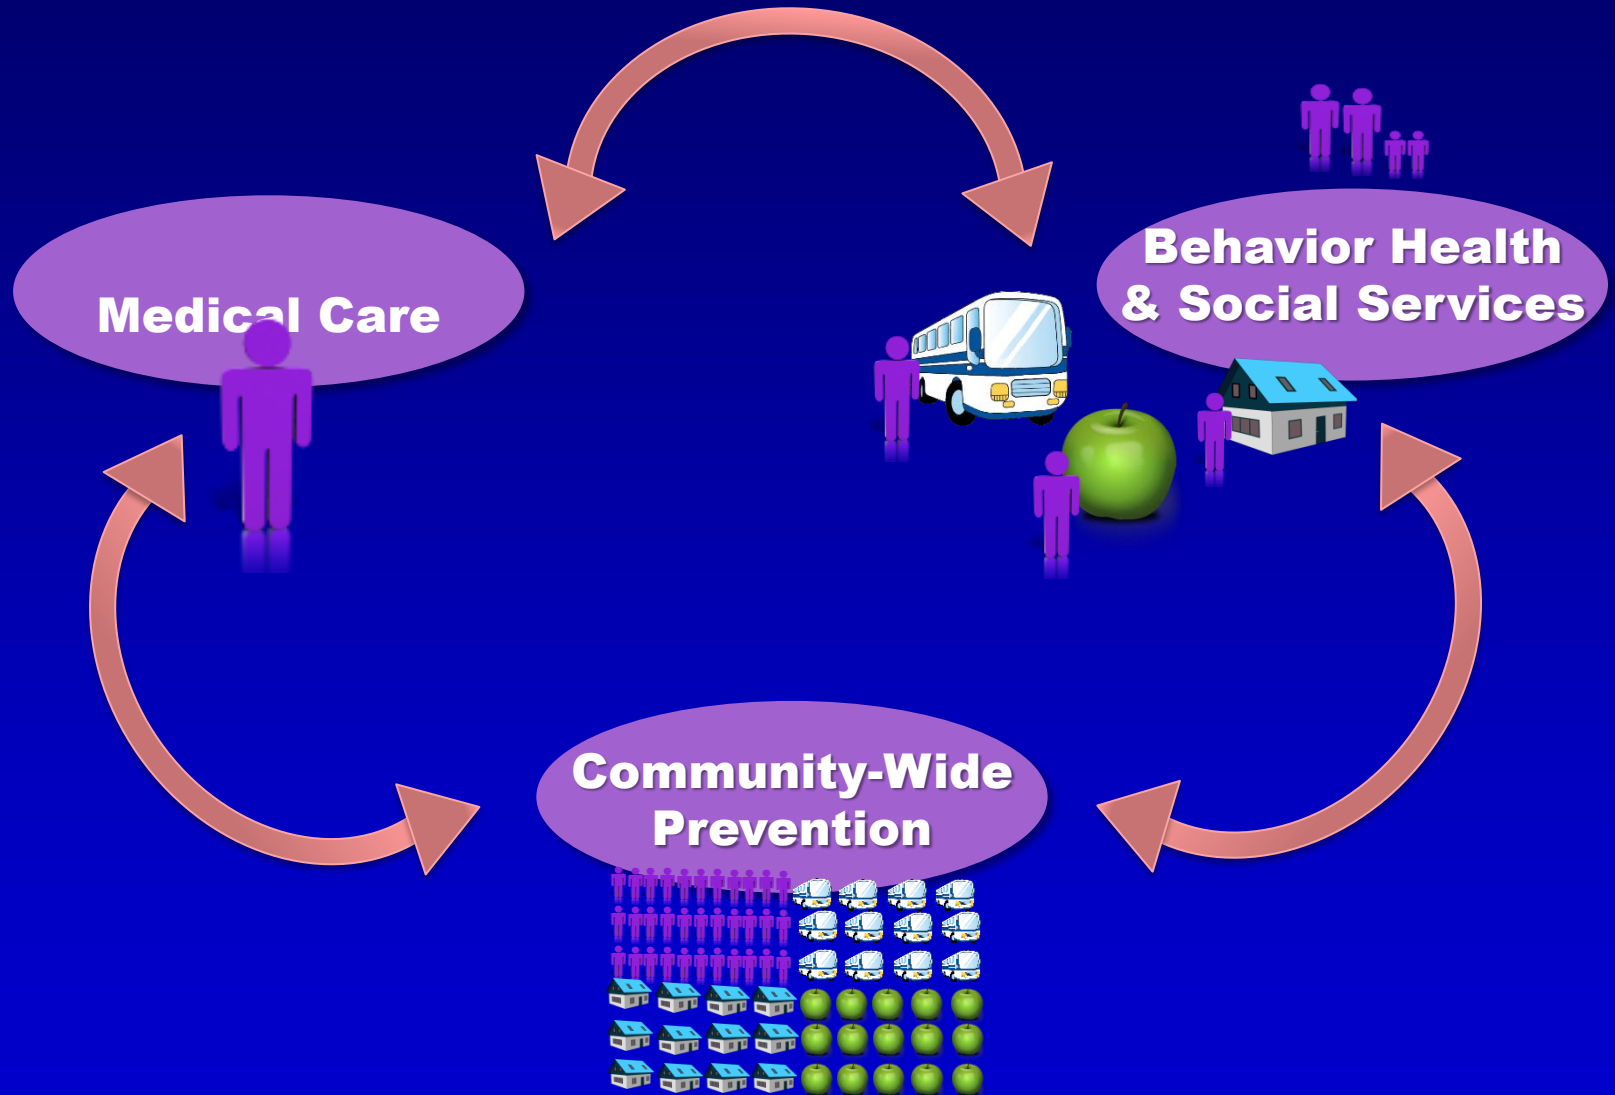 Medical Care
Behavior Health
& Social Services
Community-Wide
Prevention